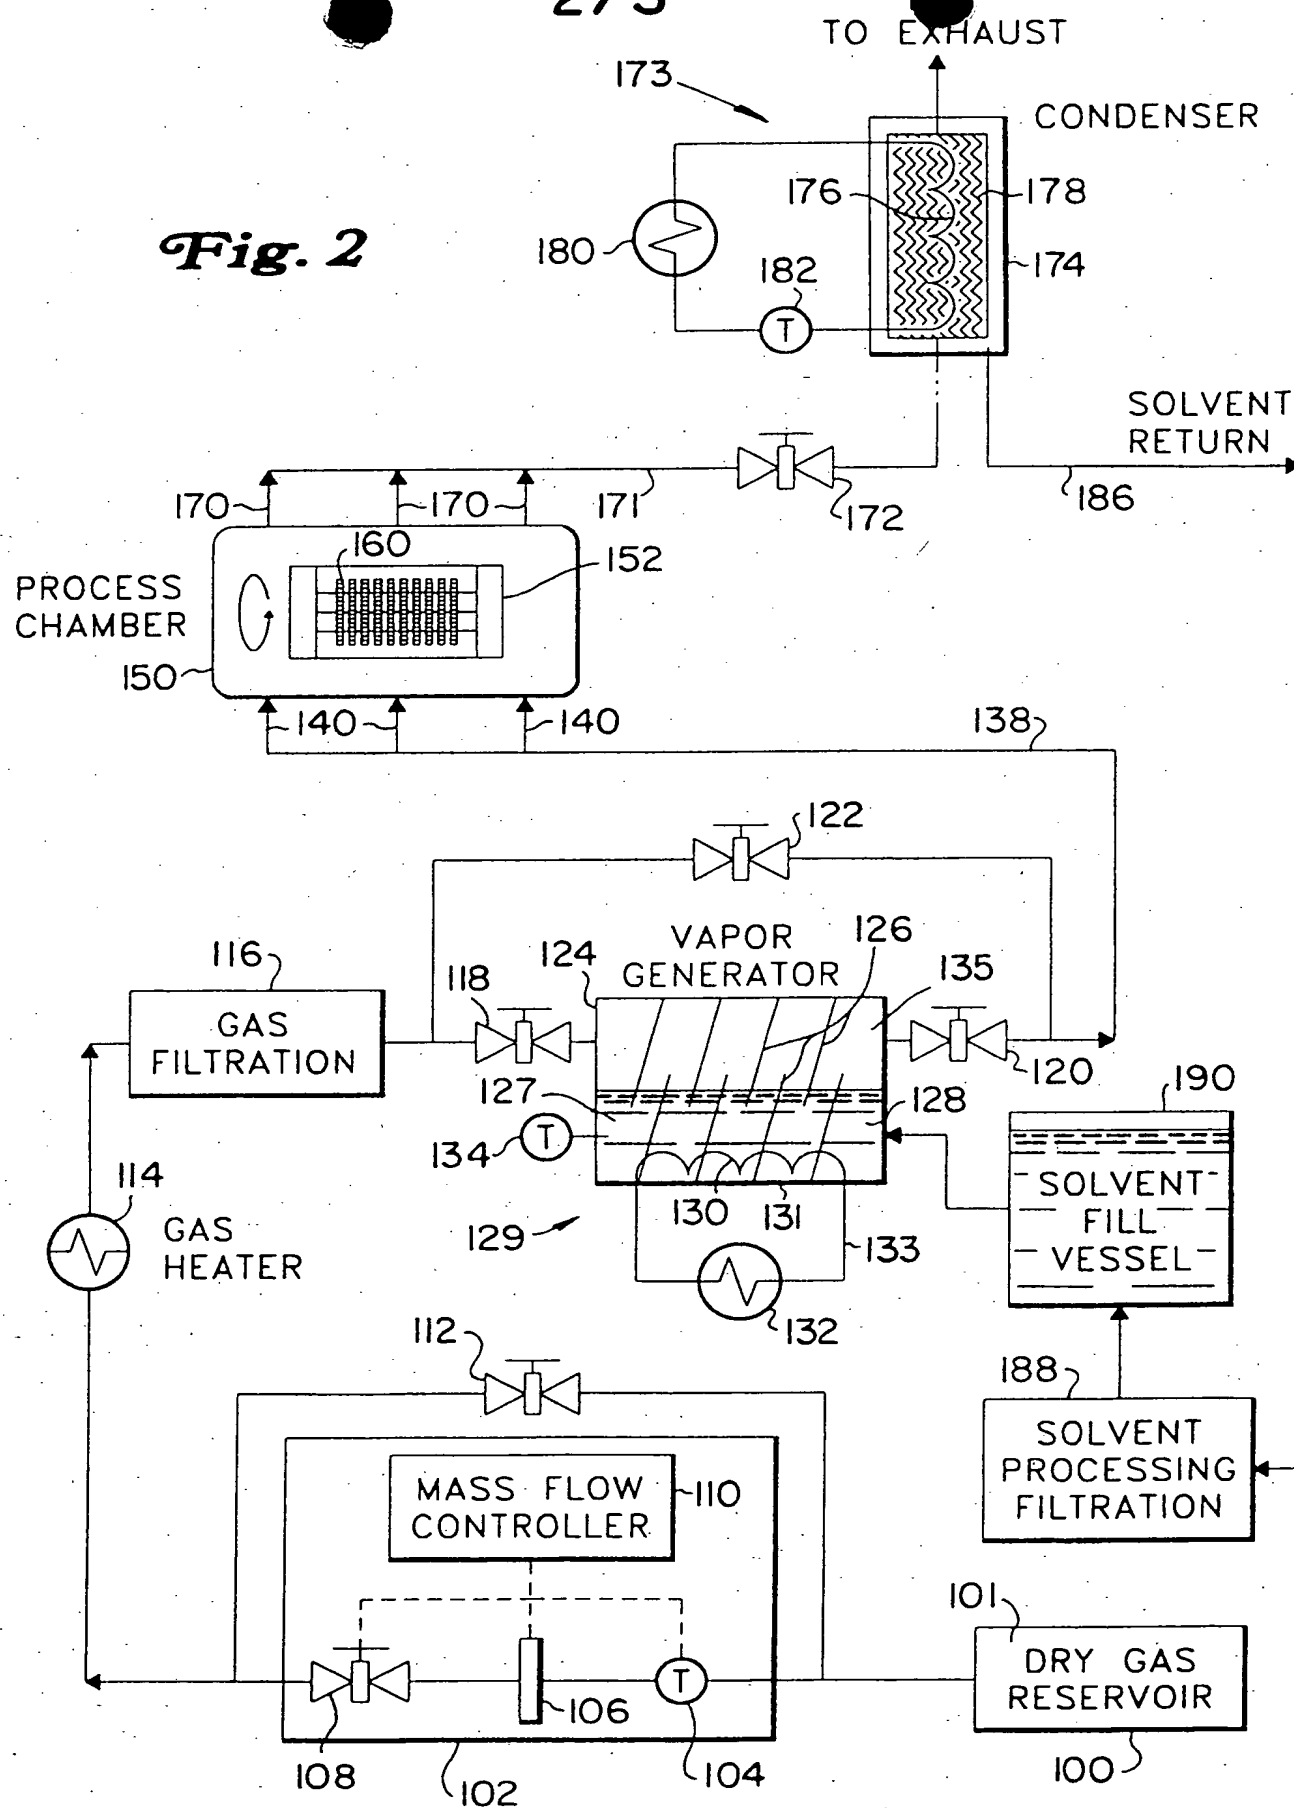 2/3
TO EXHAUST
173
CONDENSER
176
178
Fig. 2
180
182
174
T
SOLVENT
RETURN
170
170
171
172
186
160
152
PROCESS
CHAMBER
150
140
140
138
122
116
124
VAPOR
GENERATOR
126
118
135
GAS
FILTRATION
127
128
120
190
T
134
130
131
SOLVENT
FILL
VESSEL
114
GAS
HEATER
129
133
132
112
188
SOLVENT
PROCESSING
FILTRATION
MASS FLOW
CONTROLLER
110
101
DRY GAS
RESERVOIR
T
106
108
102
104
100